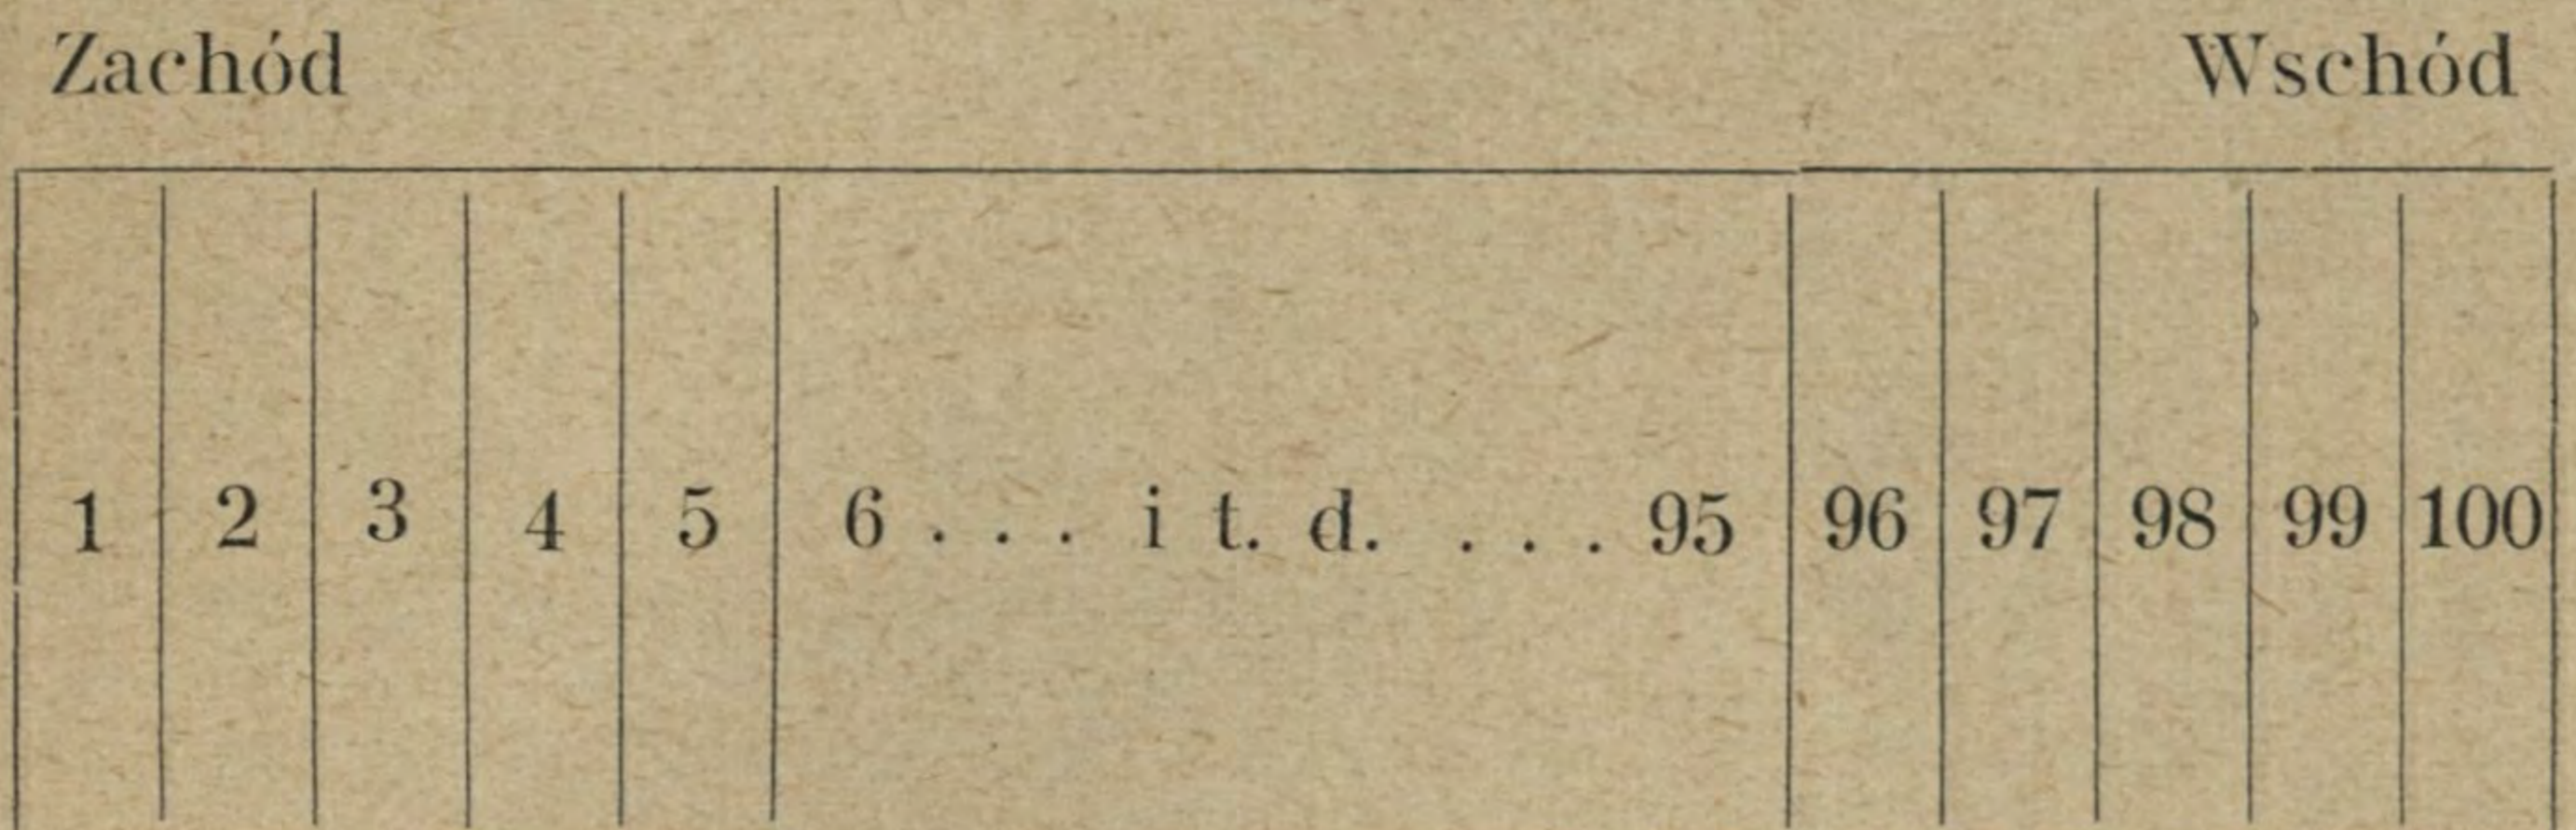 Zachód Wschód
1 2 3 4 5 6 . . . i t. d. . . . 95 96 97 98 99 100